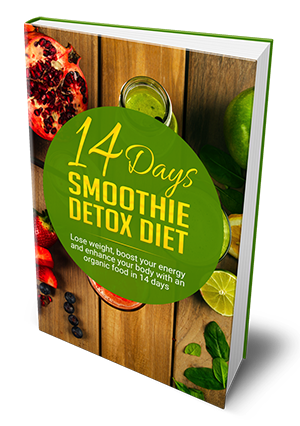 14 Days
SMOOTHIE
DETOX DIET
Lose weight, boost your energy
and enhance your body with an
organic food in 14 days